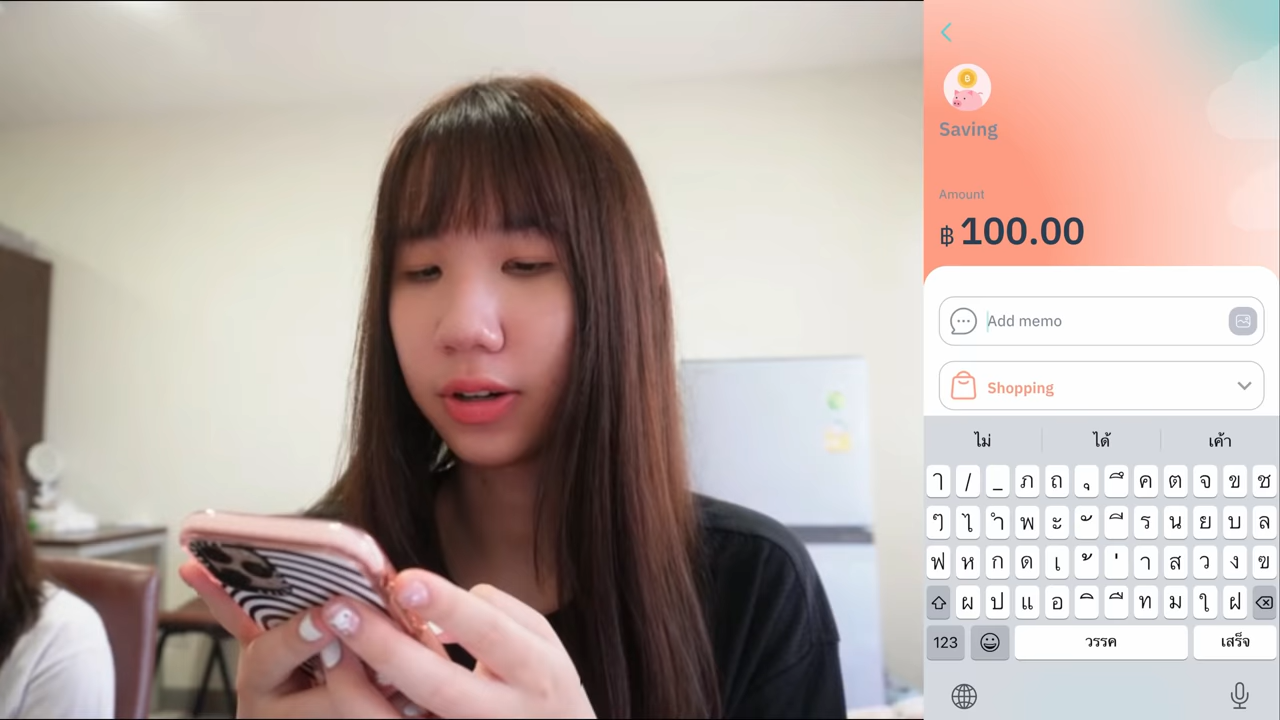 Saving
Amount
฿ 100.00
Add memo
Shopping
ไม่ ได้ เค้า
ๅ / _ ภ ถ ุ ึ ค ต จ ข ช
ๆ ไ ำ พ ะ ั ี ร น ย บ ล
ฟ ห ก ด เ ้ ่ า ส ว ง ฃ
ผ ป แ อ ิ ื ท ม ใ ฝ
123 วรรค เสร็จ